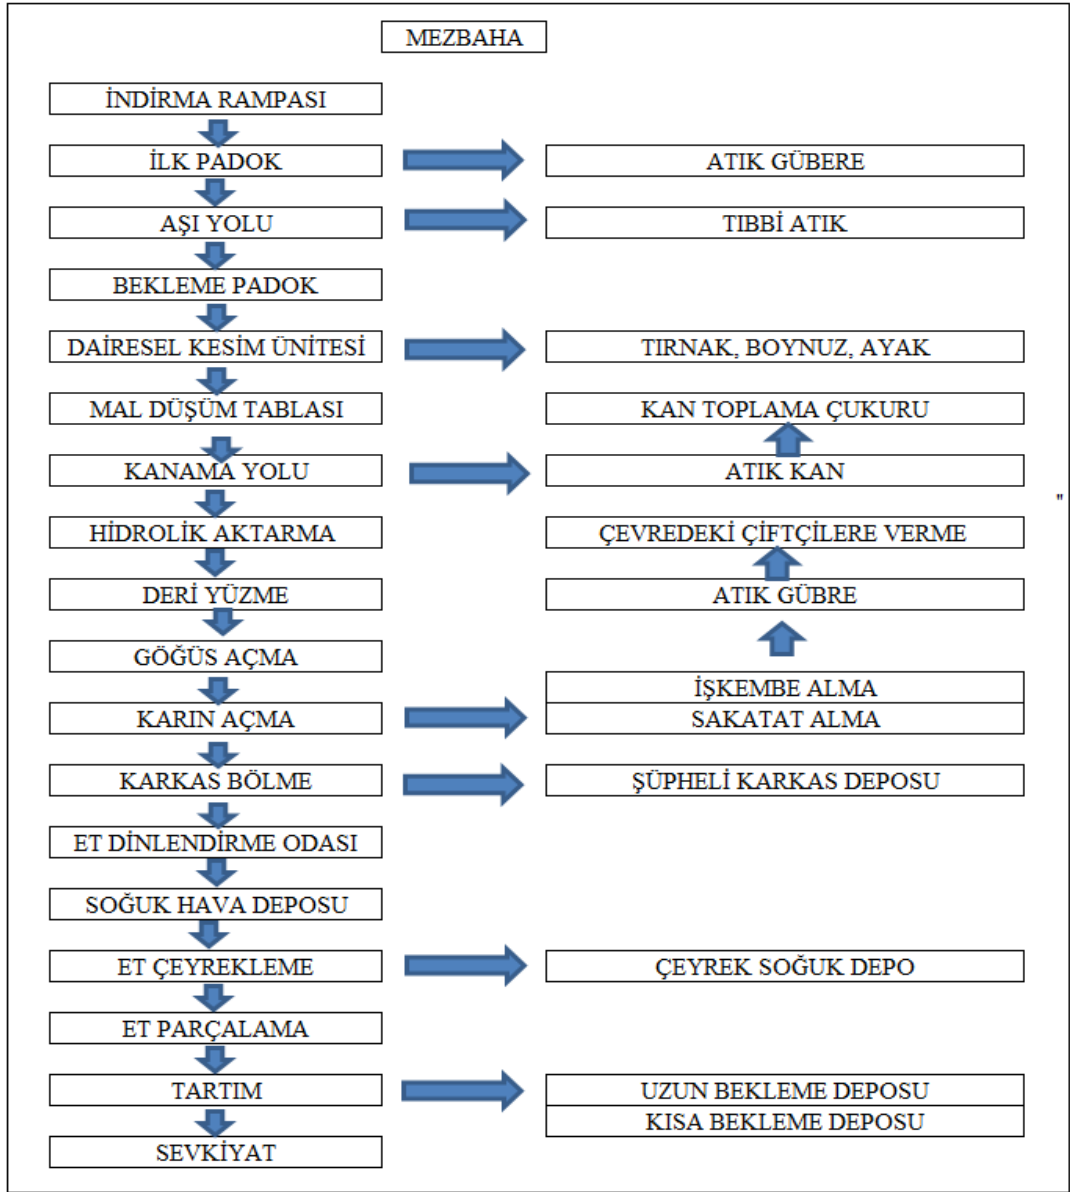 MEZBAHA
İNDİRMA RAMPASI
İLK PADOK
ATIK GÜBERE
AŞI YOLU
TIBBİ ATIK
BEKLEME PADOK
DAİRESEL KESİM ÜNİTESİ
TIRNAK, BOYNUZ, AYAK
MAL DÜŞÜM TABLASI
KAN TOPLAMA ÇUKURU
KANAMA YOLU
ATIK KAN
"
HİDROLİK AKTARMA
ÇEVREDEKİ ÇİFTÇİLERE VERME
DERİ YÜZME
ATIK GÜBRE
GÖĞÜS AÇMA
İŞKEMBE ALMA
KARIN AÇMA
SAKATAT ALMA
KARKAS BÖLME
ŞÜPHELİ KARKAS DEPOSU
ET DİNLENDİRME ODASI
SOĞUK HAVA DEPOSU
ET ÇEYREKLEME
ÇEYREK SOĞUK DEPO
ET PARÇALAMA
TARTIM
UZUN BEKLEME DEPOSU
KISA BEKLEME DEPOSU
SEVKİYAT